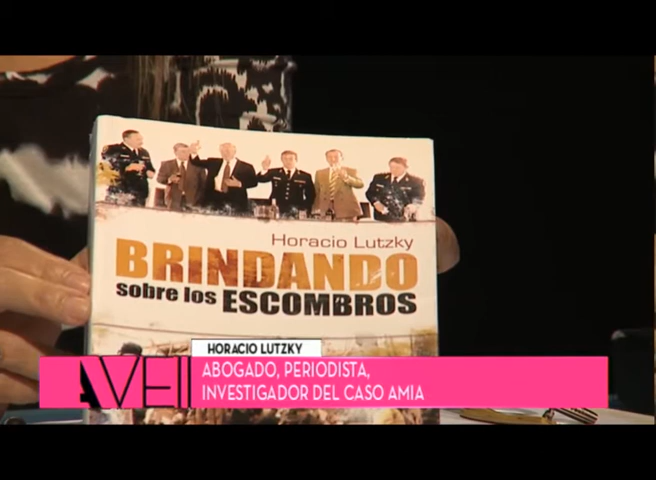 Horacio Lutzky
BRINDANDO
sobre los ESCOMBROS
HORACIO LUTZKY
ABOGADO, PERIODISTA,
INVESTIGADOR DEL CASO AMIA